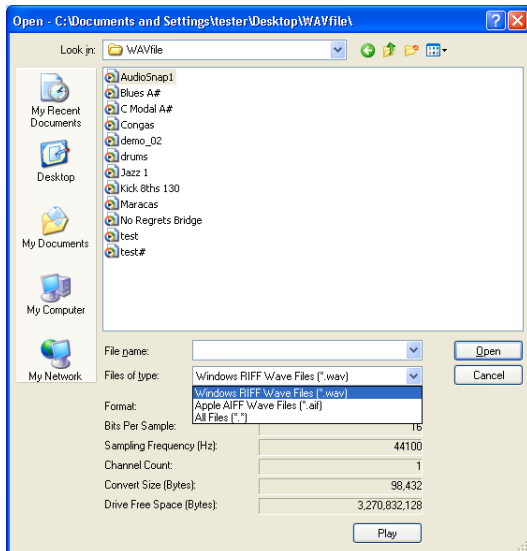 Open - C:\Documents and Settings\tester\Desktop\WAVfile\
Look in: WAVfile
My Recent Documents
Desktop
My Documents
My Computer
My Network
AudioSnap1
Blues A#
C Modal A#
Congas
demo_02
drums
Jazz 1
Kick 8ths 130
Maracas
No Regrets Bridge
test
test#
File name:
Open
Files of type: Windows RIFF Wave Files (*.wav)
Cancel
Windows RIFF Wave Files (*.wav)
Apple AIFF Wave Files (*.aif)
All Files (*.*)
Format:
Bits Per Sample: 16
Sampling Frequency (Hz): 44100
Channel Count: 1
Convert Size (Bytes): 98,432
Drive Free Space (Bytes): 3,270,832,128
Play